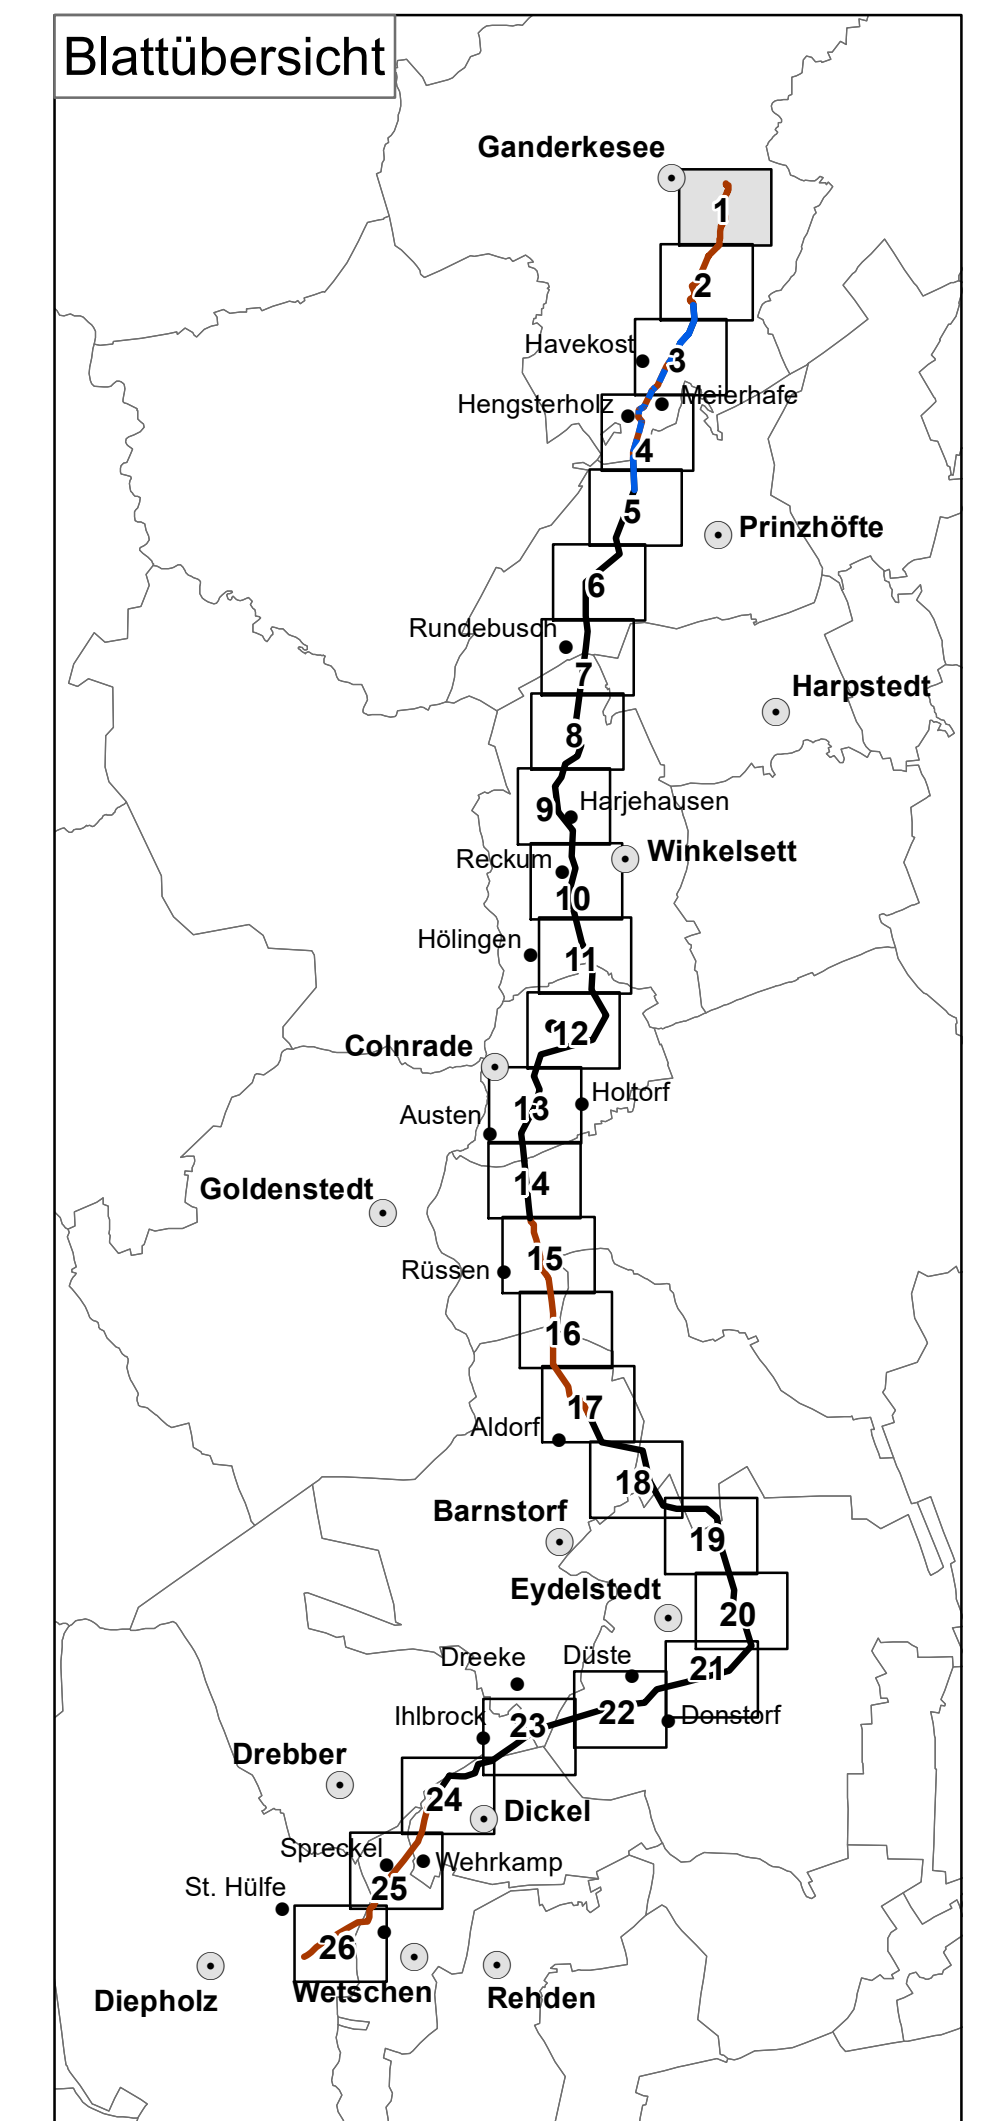 Blattübersicht
Ganderkesee
1
2
Havekost
3
Meierhafe
Hengsterholz
4
5
Prinzhöfte
6
Rundebusch
7
Harpstedt
8
9
Harjehausen
Winkelsett
Reckum
10
Hölingen
11
12
Colnrade
Holtorf
13
Austen
14
Goldenstedt
15
Rüssen
16
17
Aldorf
18
Barnstorf
19
Eydelstedt
20
Dreeke
Düste
21
Ihlbrock
22
Donstorf
23
Drebber
24
Dickel
Spreckel
Wehrkamp
St. Hülfe
25
26
Wetschen
Diepholz
Rehden